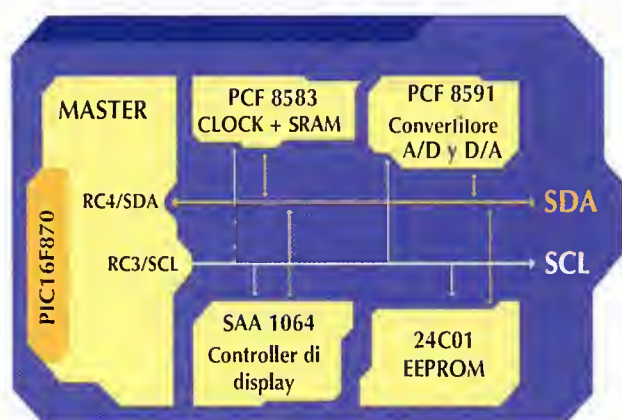 MASTER
PCF 8583
CLOCK + SRAM
PCF 8591
Convertitore
A/D y D/A
RC4/SDA
SDA
PIC16F870
RC3/SCL
SCL
SAA 1064
Controller di
display
24C01
EEPROM